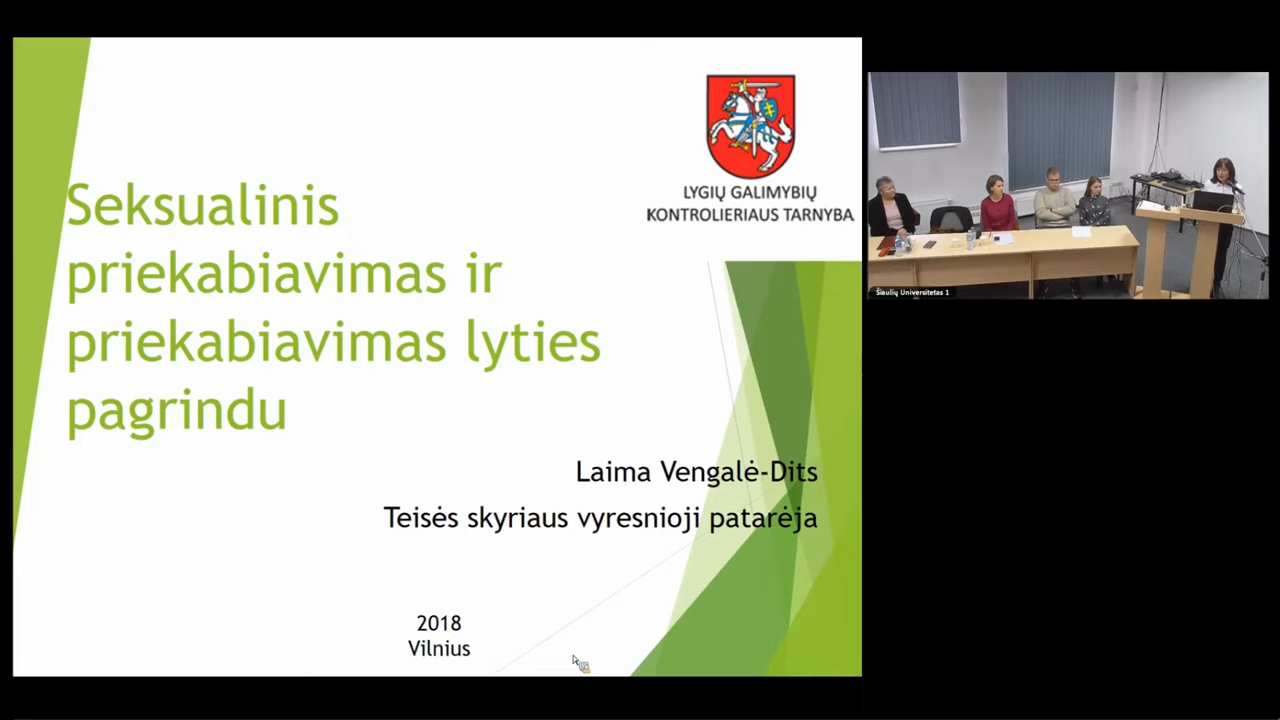 LYGIŲ GALIMYBIŲ
KONTROLIERIAUS TARNYBA
Seksualinis
priekabiavimas ir
priekabiavimas lyties
pagrindu
Laima Vengalė-Dits
Teisės skyriaus vyresnioji patarėja
2018
Vilnius
Šiaulių Universitetas 1